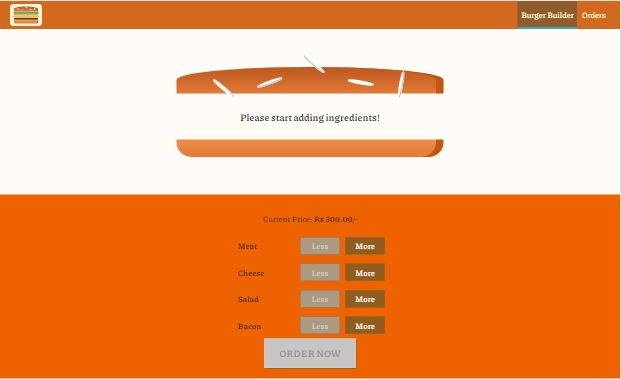 Burger Builder Orders
Please start adding ingredients!
Current Price: Rs 300.00/-
Meat Less More
Cheese Less More
Salad Less More
Bacon Less More
ORDER NOW